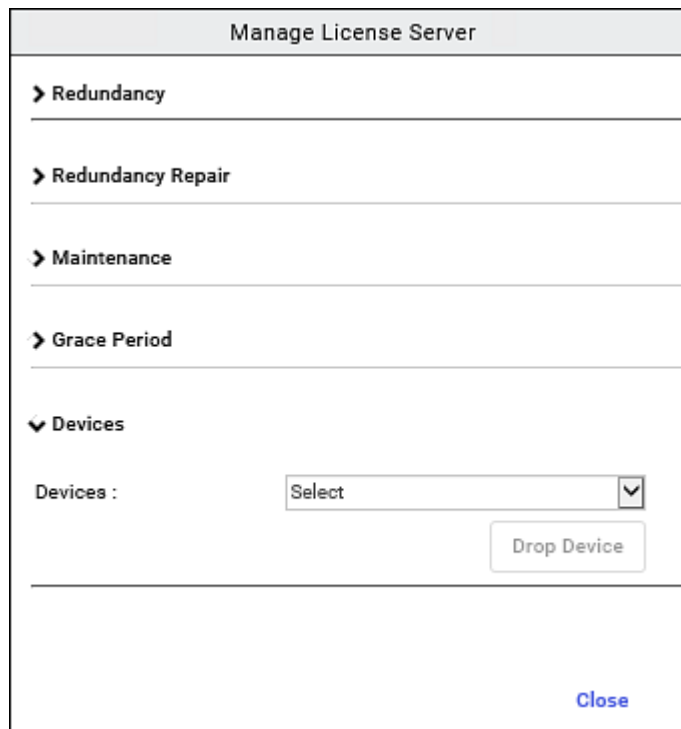 Manage License Server
Redundancy
Redundancy Repair
Maintenance
Grace Period
Devices
Devices : Select
Drop Device
Close